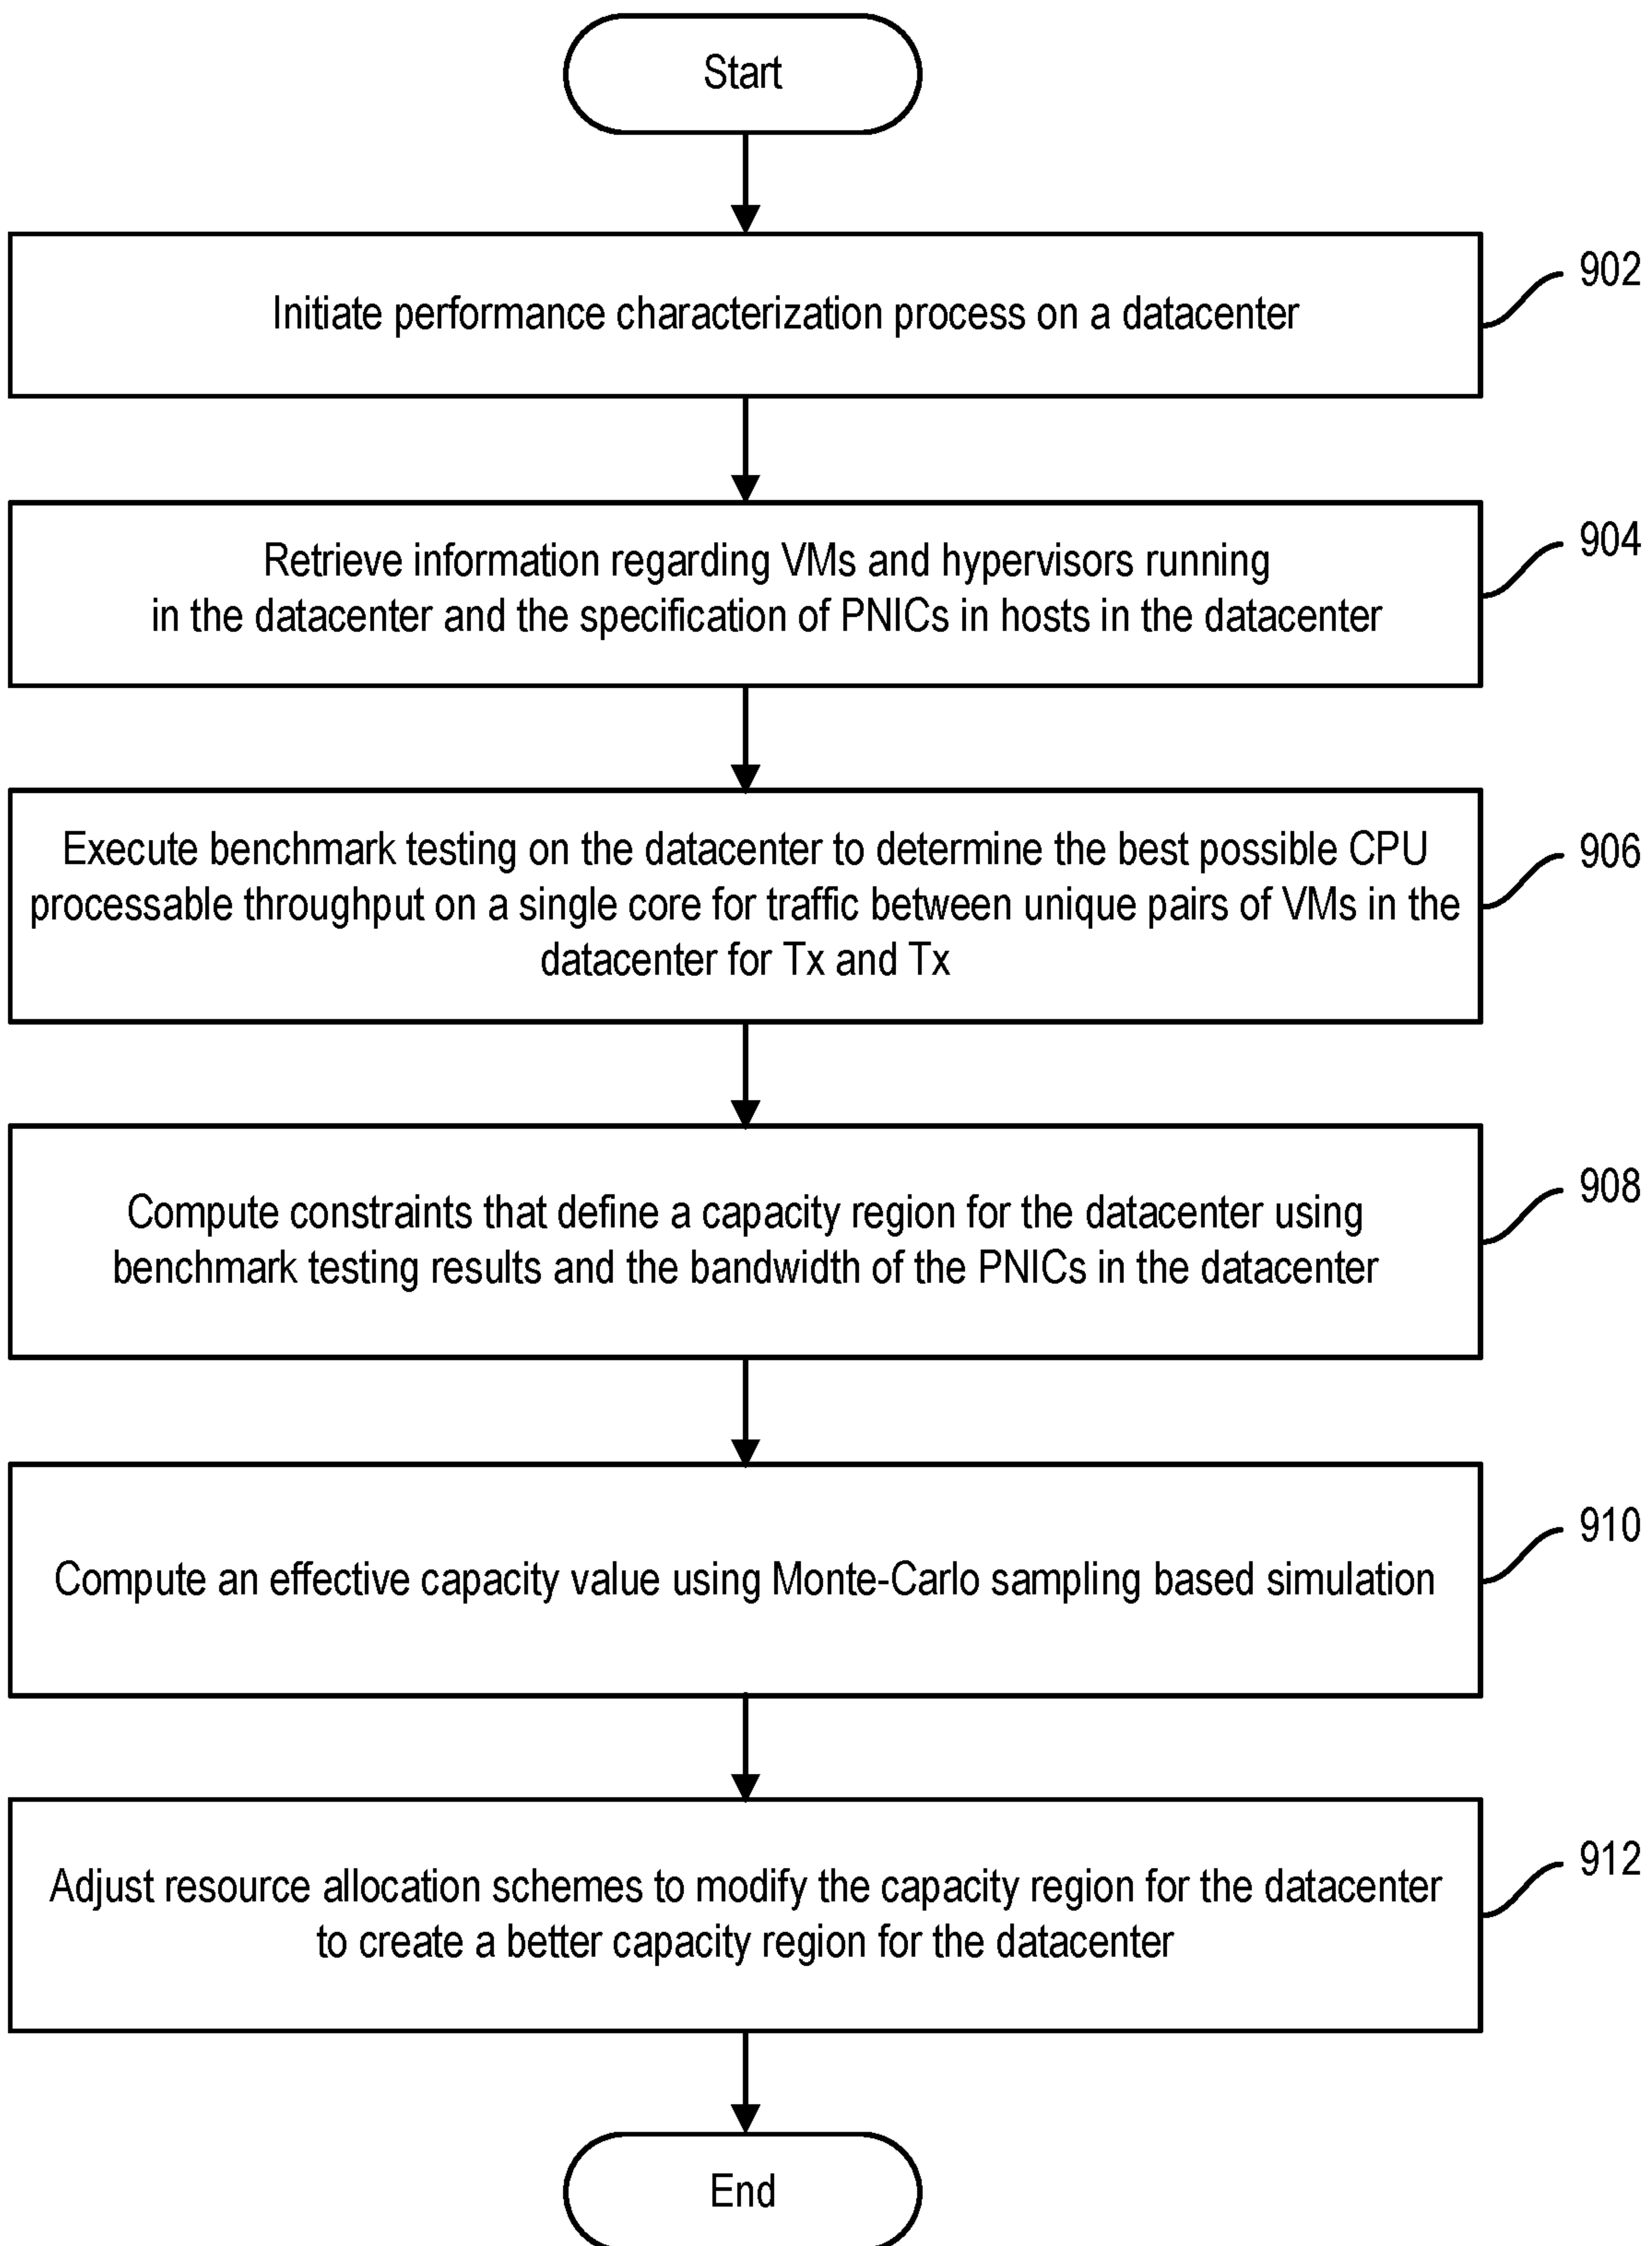 Start
Initiate performance characterization process on a datacenter
902
Retrieve information regarding VMs and hypervisors running
in the datacenter and the specification of PNICs in hosts in the datacenter
904
Execute benchmark testing on the datacenter to determine the best possible CPU
processable throughput on a single core for traffic between unique pairs of VMs in the
datacenter for Tx and Tx
906
Compute constraints that define a capacity region for the datacenter using
benchmark testing results and the bandwidth of the PNICs in the datacenter
908
Compute an effective capacity value using Monte-Carlo sampling based simulation
910
Adjust resource allocation schemes to modify the capacity region for the datacenter
to create a better capacity region for the datacenter
912
End